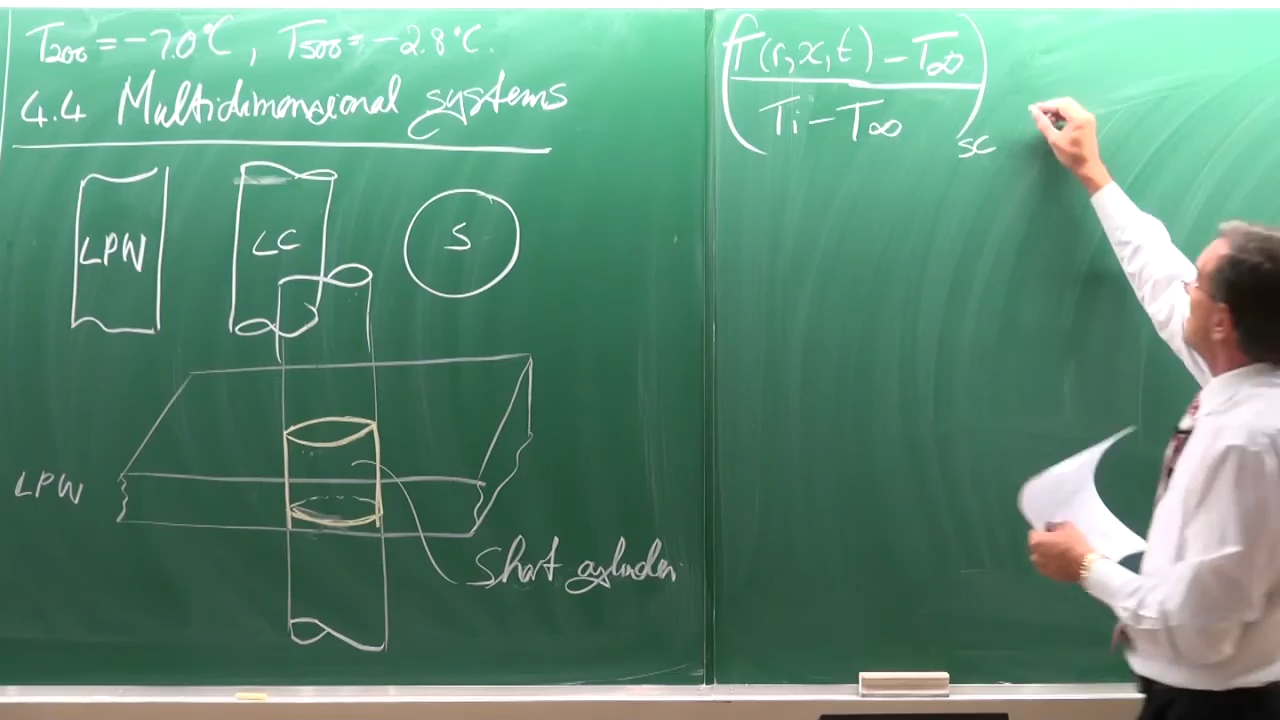 T200 = -7.0°C, T500 = -2.8°C.
4.4 Multidimensional systems
LPW
LC
S
LPW
Short cylinder
T(r,x,t) - T∞
Ti - T∞
SC